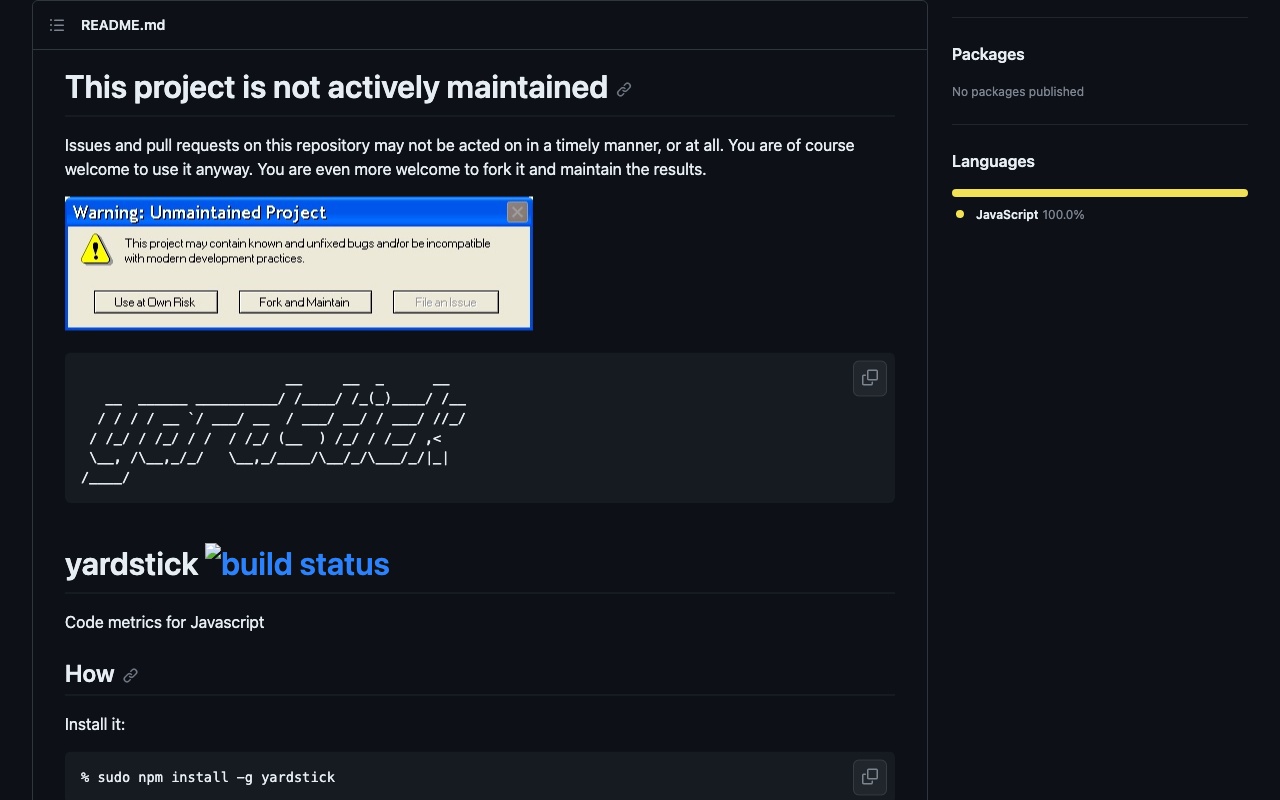 README.md
This project is not actively maintained
Issues and pull requests on this repository may not be acted on in a timely manner, or at all. You are of course
welcome to use it anyway. You are even more welcome to fork it and maintain the results.
Warning: Unmaintained Project
This project may contain known and unfixed bugs and/or be incompatible
with modern development practices.
Use at Own Risk
Fork and Maintain
File an Issue
yardstick
yardstick build status
Code metrics for Javascript
How
Install it:
% sudo npm install -g yardstick
Packages
No packages published
Languages
JavaScript 100.0%